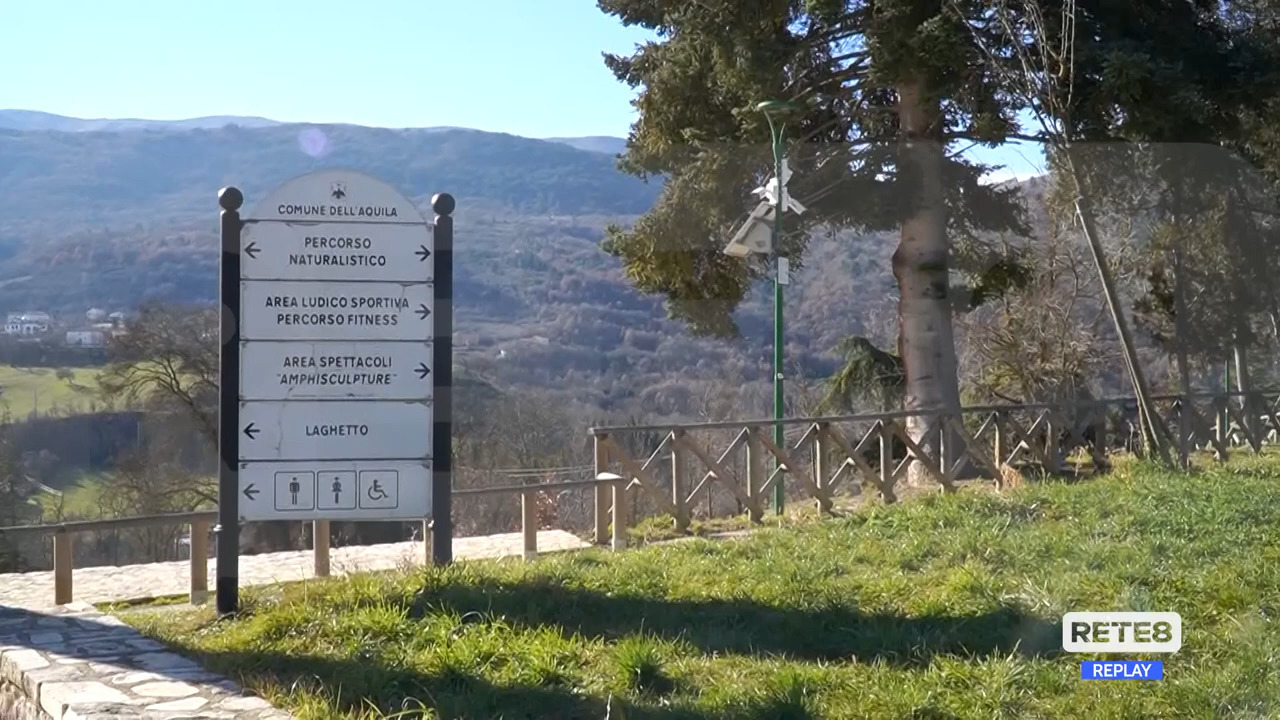 COMUNE DELL'AQUILA
PERCORSO
NATURALISTICO
AREA LUDICO SPORTIVA
PERCORSO FITNESS
AREA SPETTACOLI
"AMPHISCULPTURE"
LAGHETTO
RETE8
REPLAY